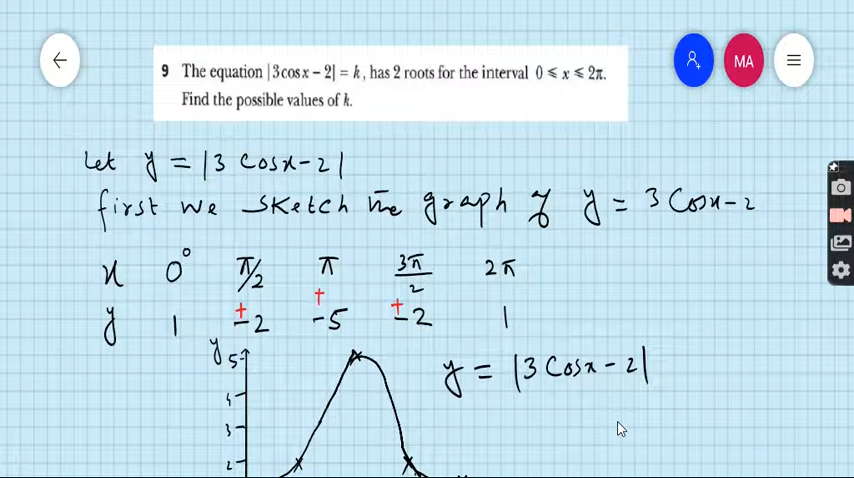 MA
9 The equation |3 cos x − 2| = k, has 2 roots for the interval 0 ⩽ x ⩽ 2π.
Find the possible values of k.
Let y = |3 Cosx - 2|
first we sketch the graph of y = 3 Cosx - 2
x 0° π/2 π 3π/2 2π
+ + +
y 1 -2 -5 -2 1
y
5
y = |3 Cosx - 2|
4
3
2